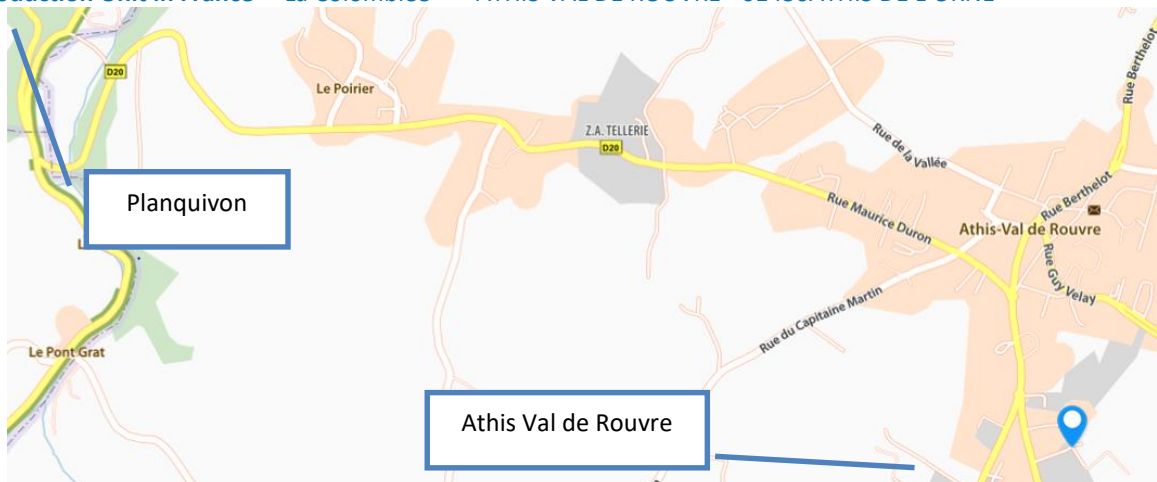 D20
Le Poirier
Z.A. TELLERIE
D20
Rue Berthelot
Rue de la Vallée
Planquivon
Rue Maurice Duron
Rue Berthelot
Athis-Val de Rouvre
Rue Guy Velay
Rue du Capitaine Martin
Le Pont Grat
Athis Val de Rouvre